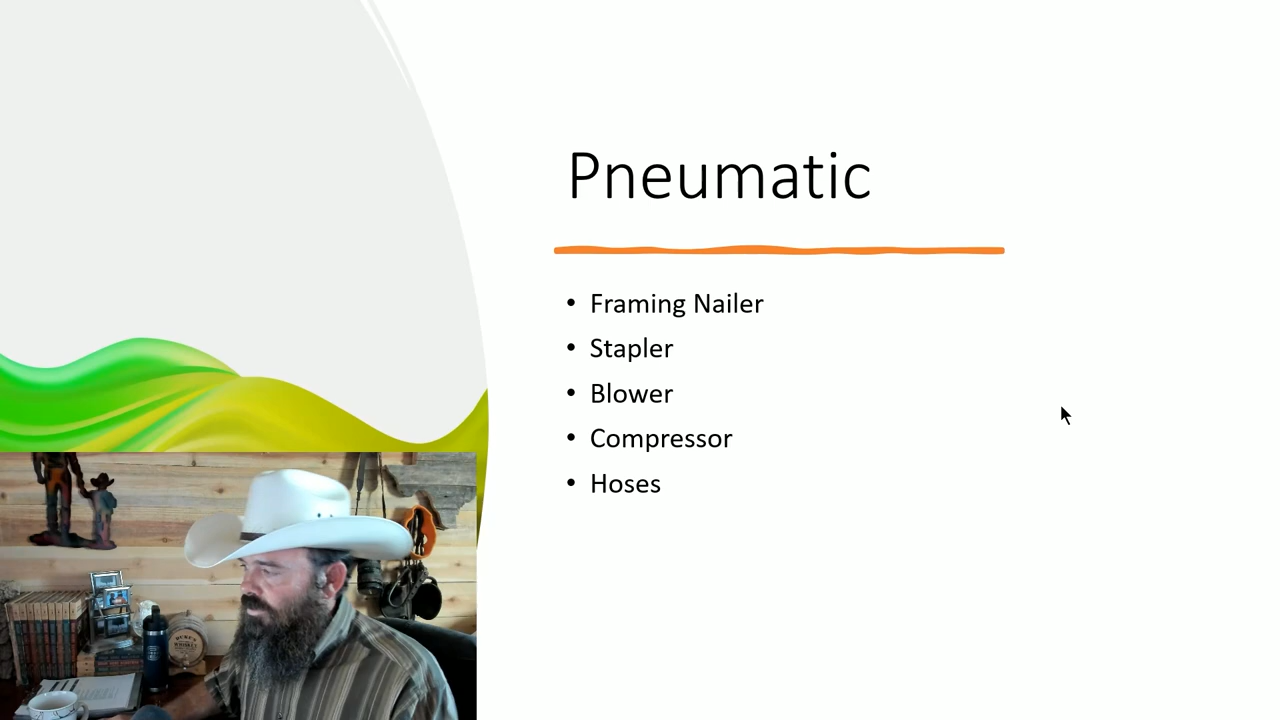 Pneumatic
• Framing Nailer
• Stapler
• Blower
• Compressor
• Hoses